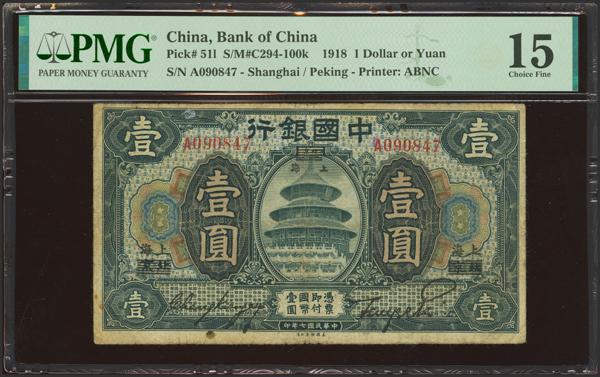 PMG
PAPER MONEY GUARANTY
China, Bank of China
Pick# 51l S/M#C294-100k 1918 1 Dollar or Yuan
S/N A090847 - Shanghai / Peking - Printer: ABNC
15
Choice Fine
行銀國中
壹 壹
A090847 A090847
海上
圓壹 圓壹
海上 海上
憑票
即付
國幣
壹圓
印年七國民華中
壹 壹